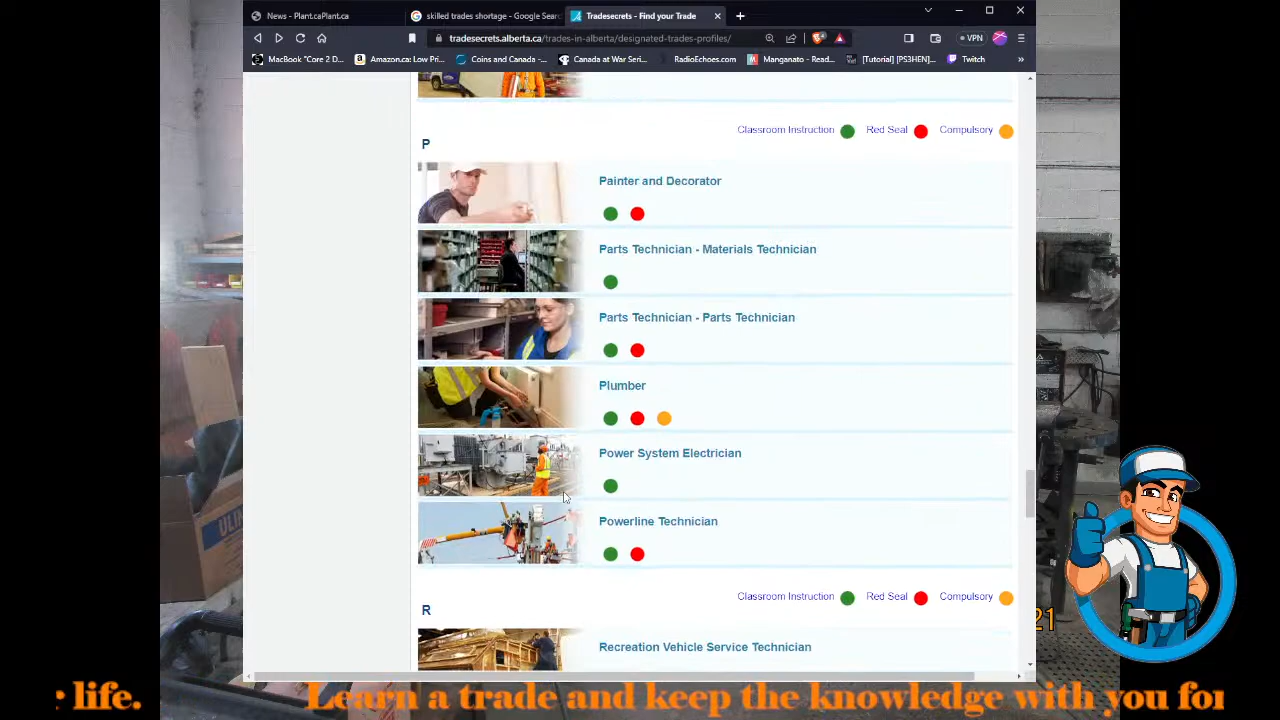 News - Plant.caPlant.ca
skilled trades shortage - Google Sear
Tradesecrets - Find your Trade
tradesecrets.alberta.ca/trades-in-alberta/designated-trades-profiles/
VPN
MacBook "Core 2 D...
Amazon.ca: Low Pri...
Coins and Canada -...
Canada at War Seri...
RadioEchoes.com
Manganato - Read...
[Tutorial] [PS3HEN]...
Twitch
Classroom Instruction Red Seal Compulsory
P
Painter and Decorator
Parts Technician - Materials Technician
Parts Technician - Parts Technician
Plumber
Power System Electrician
Powerline Technician
Classroom Instruction Red Seal Compulsory
R
Recreation Vehicle Service Technician
21
life. Learn a trade and keep the knowledge with you for